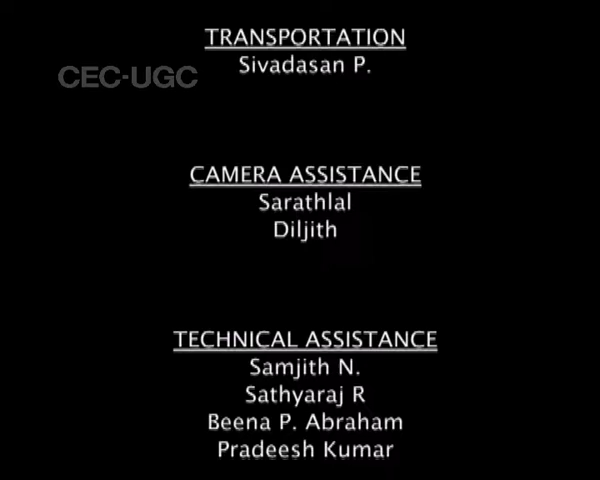 TRANSPORTATION
Sivadasan P.
CEC-UGC
CAMERA ASSISTANCE
Sarathlal
Diljith
TECHNICAL ASSISTANCE
Samjith N.
Sathyaraj R
Beena P. Abraham
Pradeesh Kumar